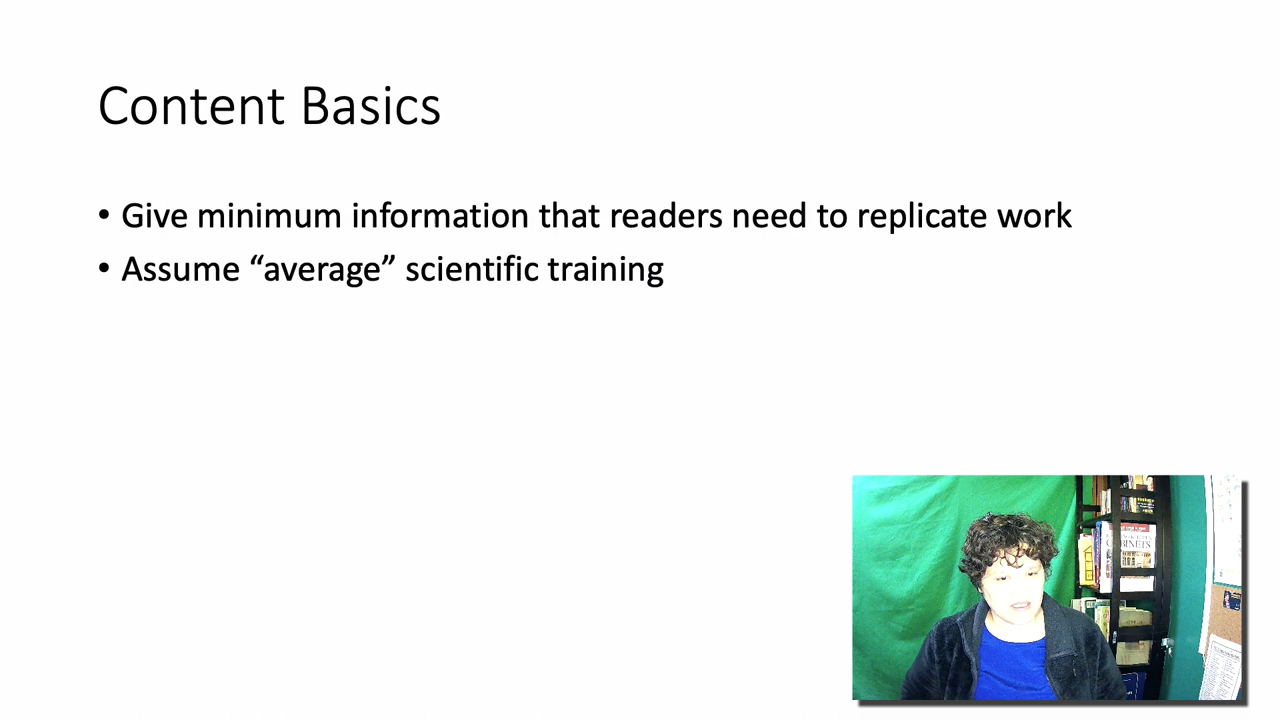 Content Basics
• Give minimum information that readers need to replicate work
• Assume “average” scientific training